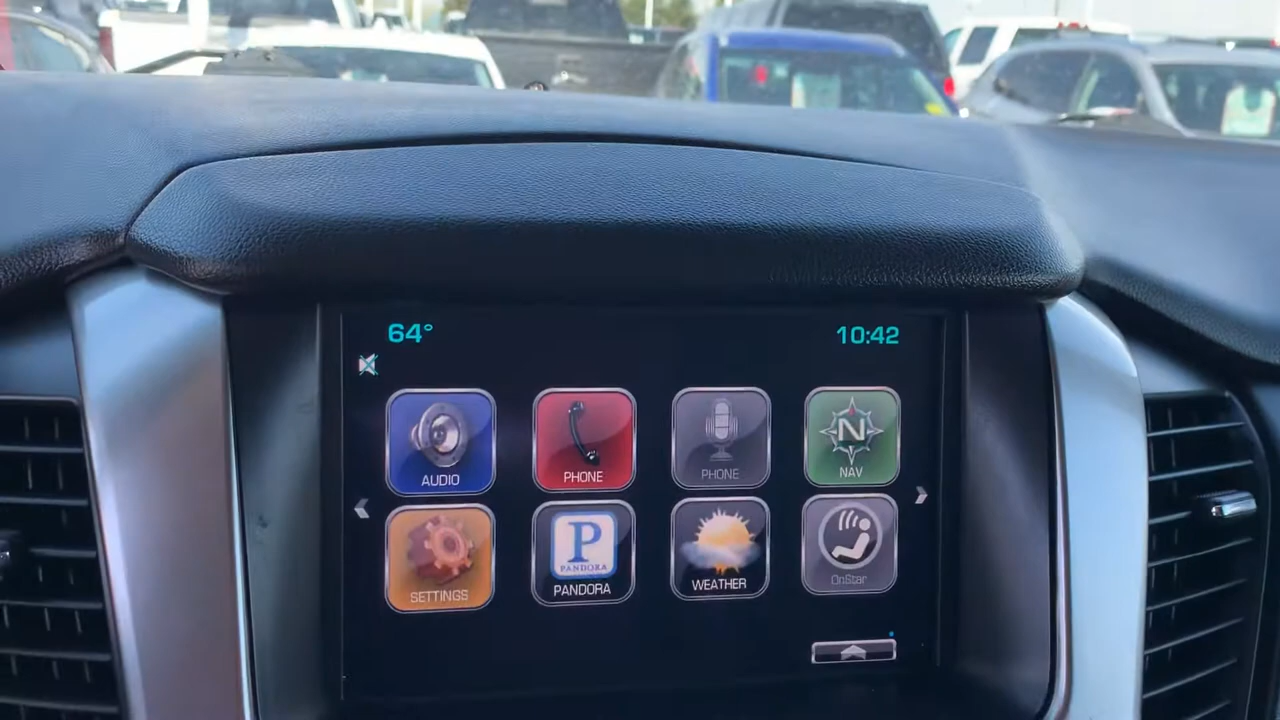 64°
10:42
AUDIO
PHONE
PHONE
N
NAV
SETTINGS
P
PANDORA
PANDORA
WEATHER
OnStar